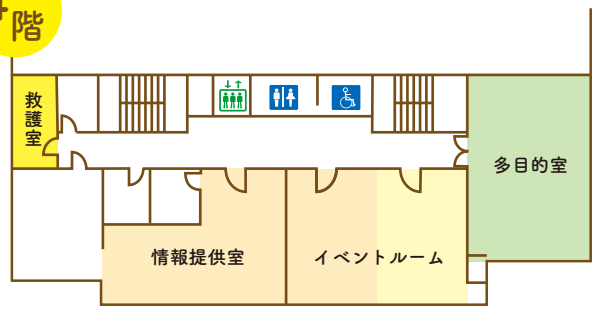 階
救護室
多目的室
情報提供室
イベントルーム